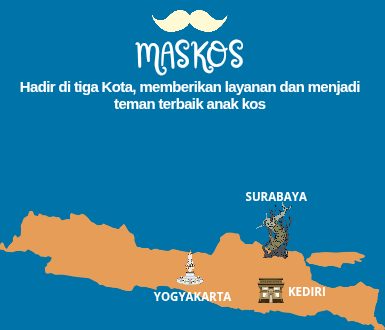 MASKOS
Hadir di tiga Kota, memberikan layanan dan menjadi
teman terbaik anak kos
SURABAYA
YOGYAKARTA
KEDIRI